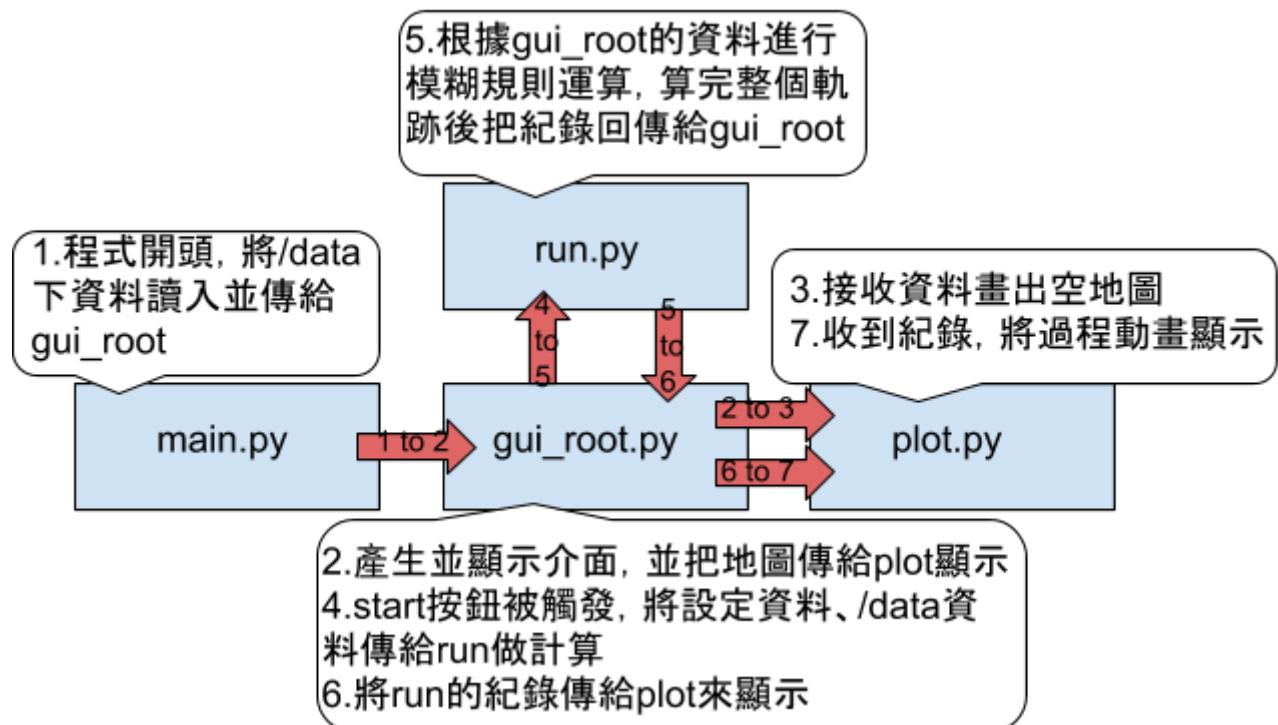 5.根據gui_root的資料進行
模糊規則運算, 算完整個軌
跡後把紀錄回傳給gui_root
run.py
1.程式開頭, 將/data
下資料讀入並傳給
gui_root
3.接收資料畫出空地圖
7.收到紀錄, 將過程動畫顯示
4
to
5
5
to
6
main.py
1 to 2
gui_root.py
2 to 3
6 to 7
plot.py
2.產生並顯示介面, 並把地圖傳給plot顯示
4.start按鈕被觸發, 將設定資料、/data資
料傳給run做計算
6.將run的紀錄傳給plot來顯示